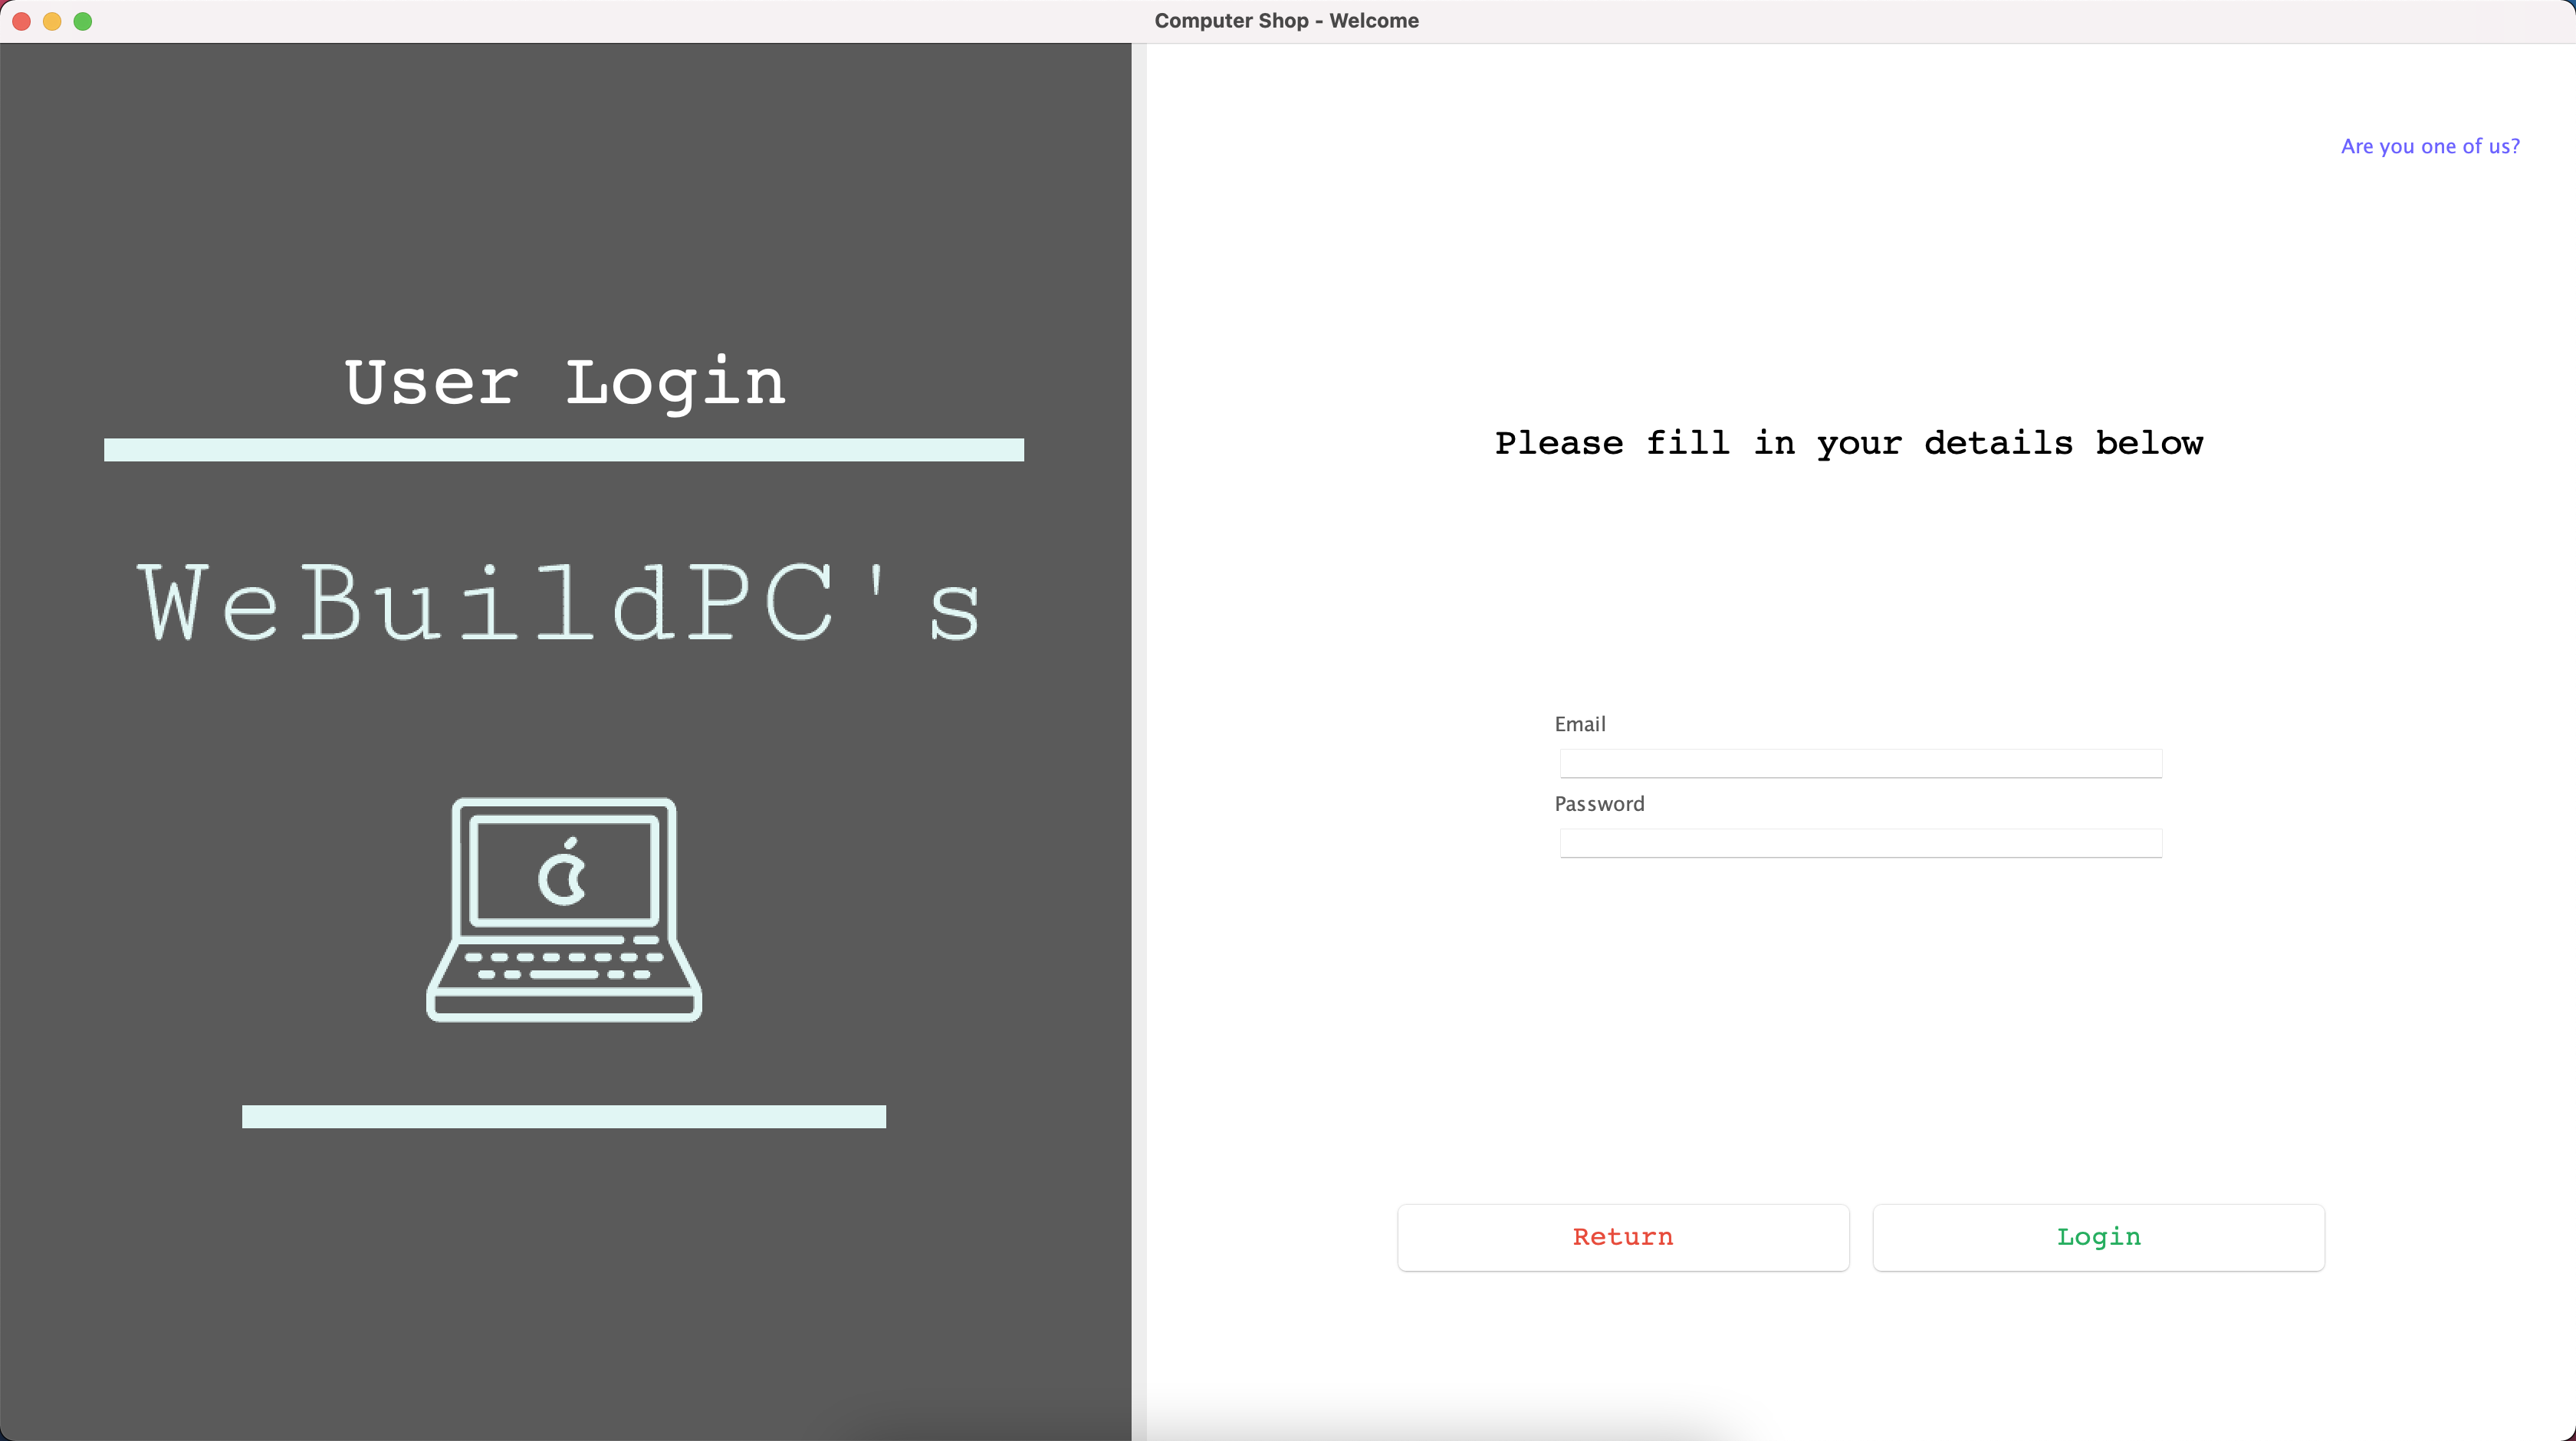 Computer Shop - Welcome
User Login
WeBuildPC's
Are you one of us?
Please fill in your details below
Email
Password
Return
Login